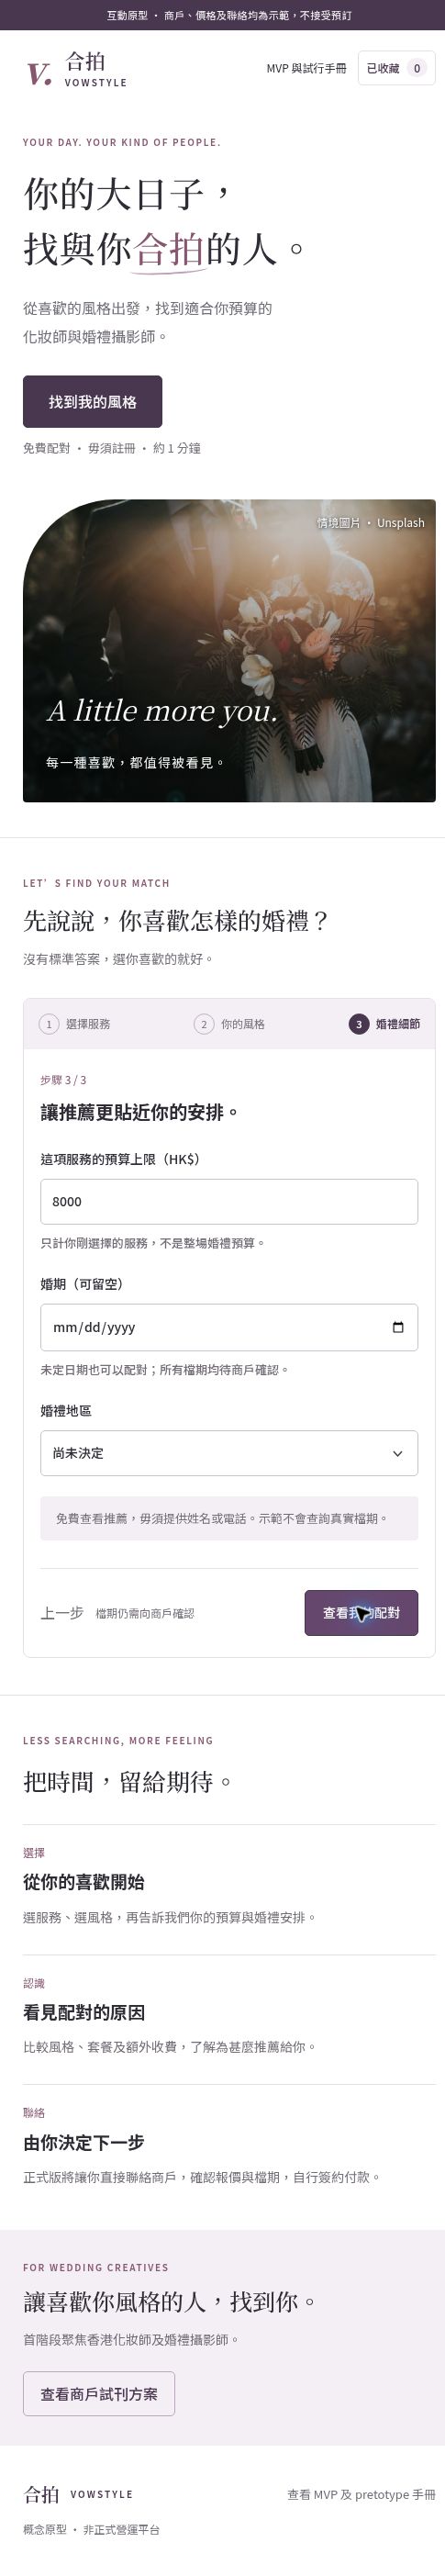 互動原型 · 商戶、價格及聯絡均為示範，不接受預訂
V. 合拍
VOWSTYLE
MVP 與試行手冊
已收藏 0
YOUR DAY. YOUR KIND OF PEOPLE.
你的大日子，
找與你合拍的人。
從喜歡的風格出發，找到適合你預算的
化妝師與婚禮攝影師。
找到我的風格
免費配對 · 毋須註冊 · 約 1 分鐘
情境圖片 · Unsplash
A little more you.
每一種喜歡，都值得被看見。
LET’S FIND YOUR MATCH
先說說，你喜歡怎樣的婚禮？
沒有標準答案，選你喜歡的就好。
1 選擇服務
2 你的風格
3 婚禮細節
步驟 3 / 3
讓推薦更貼近你的安排。
這項服務的預算上限（HK$）
8000
只計你剛選擇的服務，不是整場婚禮預算。
婚期（可留空）
mm/dd/yyyy
未定日期也可以配對；所有檔期均待商戶確認。
婚禮地區
尚未決定
免費查看推薦，毋須提供姓名或電話。示範不會查詢真實檔期。
上一步
檔期仍需向商戶確認
查看我的配對
LESS SEARCHING, MORE FEELING
把時間，留給期待。
選擇
從你的喜歡開始
選服務、選風格，再告訴我們你的預算與婚禮安排。
認識
看見配對的原因
比較風格、套餐及額外收費，了解為甚麼推薦給你。
聯絡
由你決定下一步
正式版將讓你直接聯絡商戶，確認報價與檔期，自行簽約付款。
FOR WEDDING CREATIVES
讓喜歡你風格的人，找到你。
首階段聚焦香港化妝師及婚禮攝影師。
查看商戶試刊方案
合拍 VOWSTYLE
查看 MVP 及 pretotype 手冊
概念原型 · 非正式營運平台